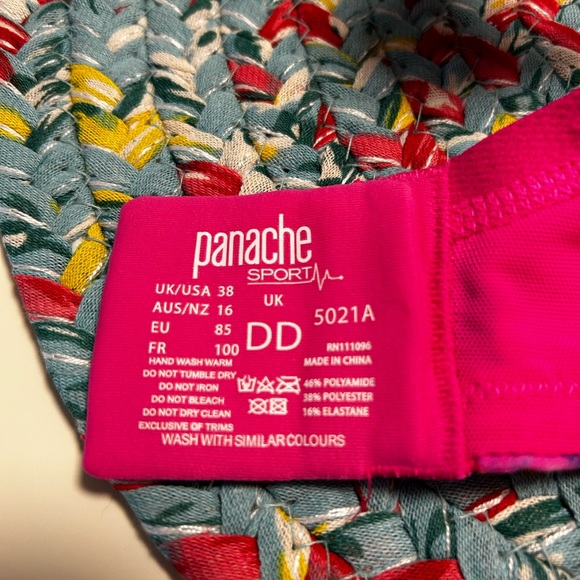 panache
SPORT
UK/USA 38
AUS/NZ 16
EU 85
FR 100
UK
DD
5021A
RN111096
MADE IN CHINA
HAND WASH WARM
DO NOT TUMBLE DRY
DO NOT IRON
DO NOT BLEACH
DO NOT DRY CLEAN
EXCLUSIVE OF TRIMS
46% POLYAMIDE
38% POLYESTER
16% ELASTANE
WASH WITH SIMILAR COLOURS